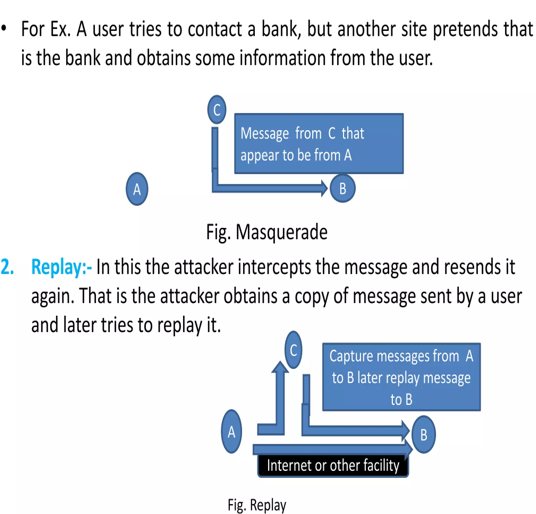 • For Ex. A user tries to contact a bank, but another site pretends that
is the bank and obtains some information from the user.
C
Message from C that
appear to be from A
A
B
Fig. Masquerade
2. Replay:- In this the attacker intercepts the message and resends it
again. That is the attacker obtains a copy of message sent by a user
and later tries to replay it.
C
Capture messages from A
to B later replay message
to B
A
B
Internet or other facility
Fig. Replay